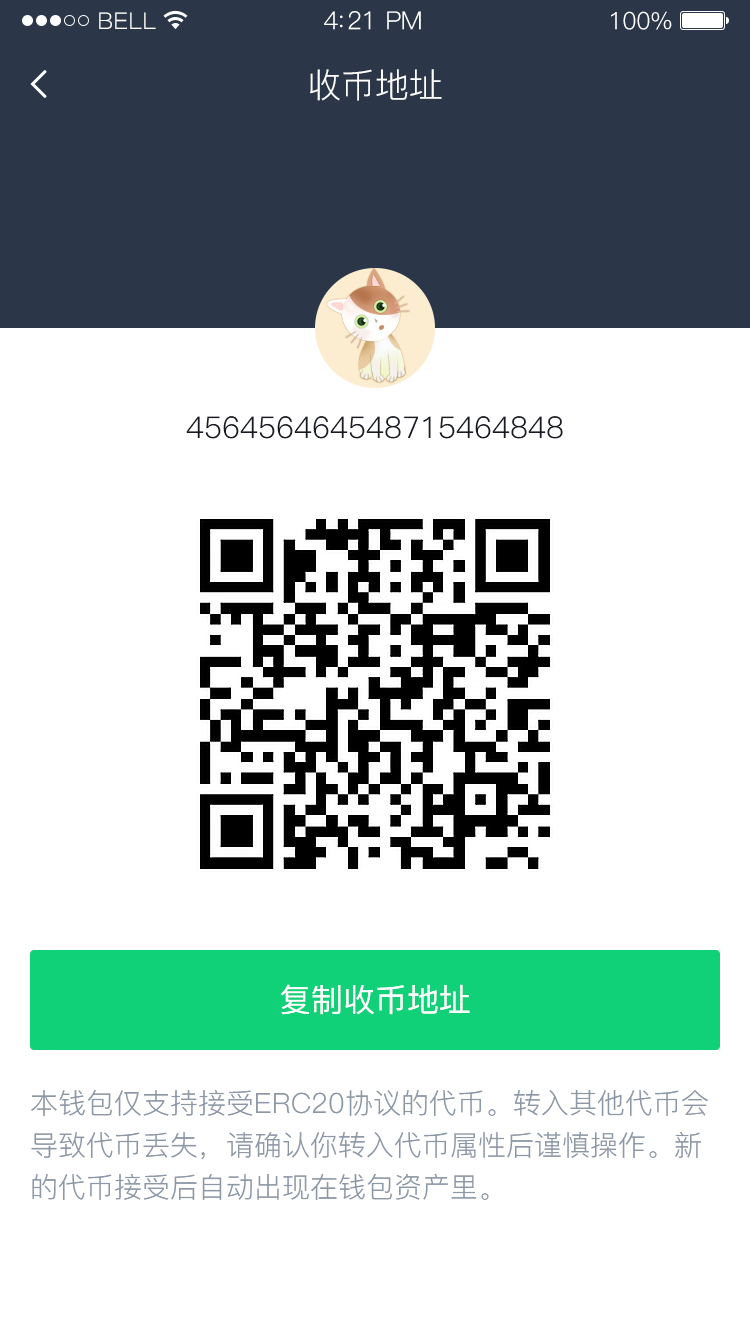 BELL 4:21 PM 100%
收币地址
456456464548715464848
复制收币地址
本钱包仅支持接受ERC20协议的代币。转入其他代币会
导致代币丢失，请确认你转入代币属性后谨慎操作。新
的代币接受后自动出现在钱包资产里。